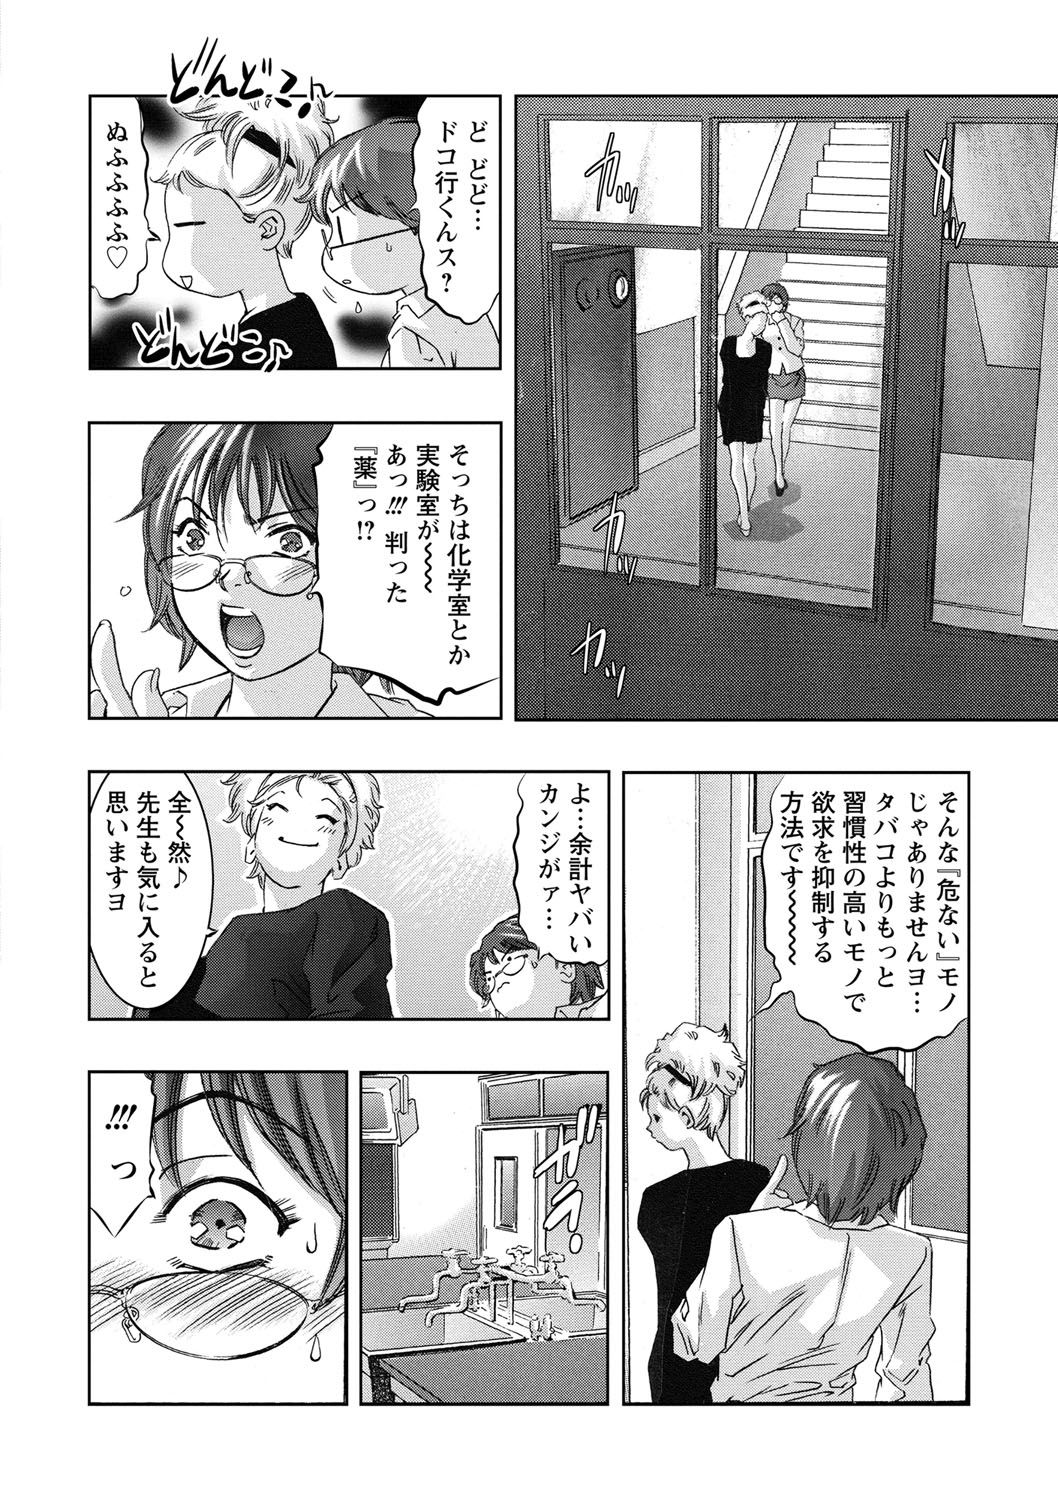 カッ
カッ
カッ
カッ
ど どど…
ドコ行くんス?
どんどこ♪
ぬふふふふ♡
どんどこ♪
そっちは化学室とか
実験室が〜〜
あっ!!! 判った
『薬』っ!?
そんな『危ない』モノ
じゃありませんヨ…
タバコよりもっと
習慣性の高いモノで
欲求を抑制する
方法です〜〜〜〜
よ…余計ヤバい
カンジがァ…
全〜然♪
先生も気に入ると
思いますヨ
ガラ!
!!!っ